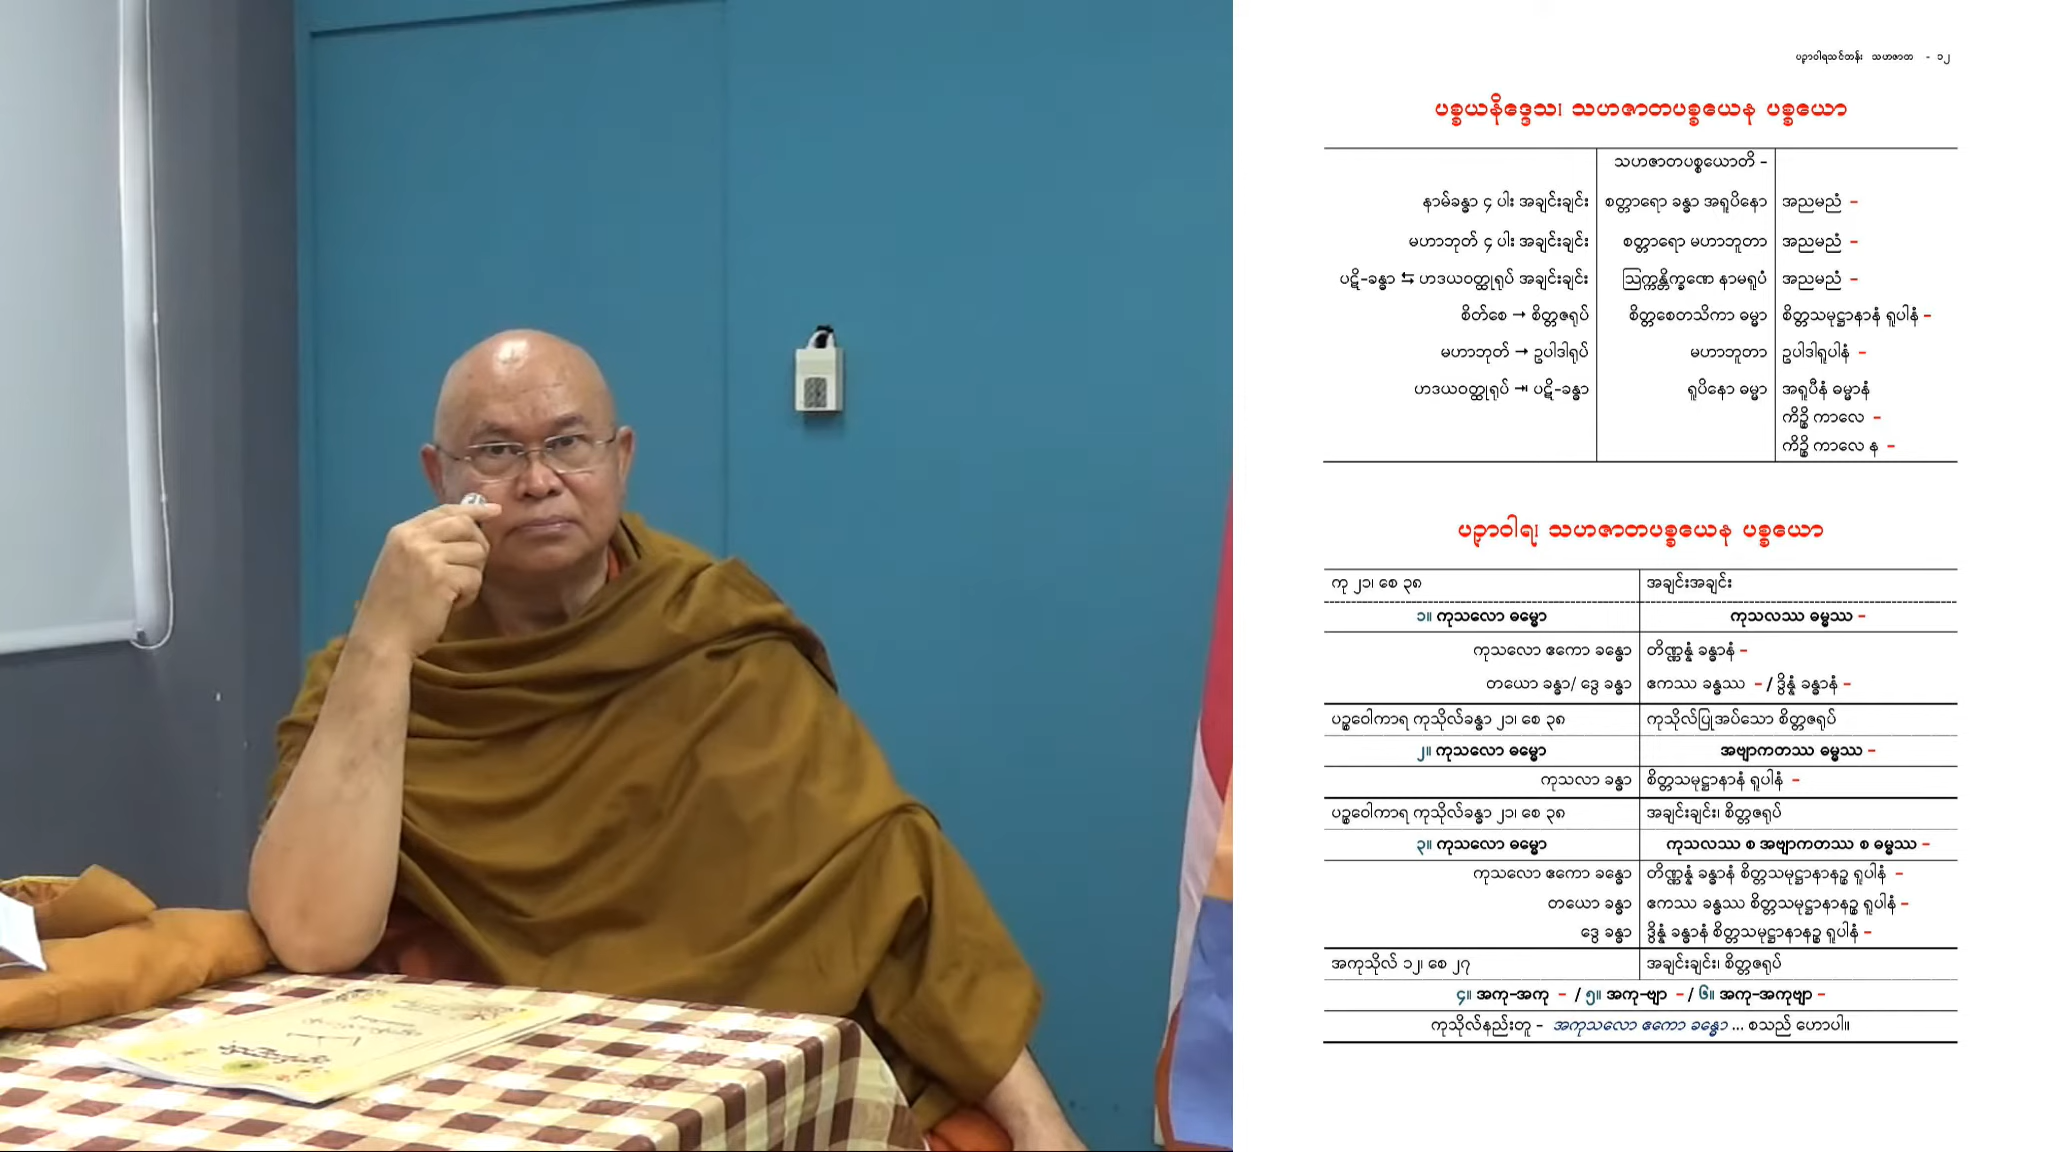 ပဉှာဝါရသင်တန်း သဟဇာတ - ၁၂
ပစ္စယနိဒ္ဒေသ၊ သဟဇာတပစ္စယေန ပစ္စယော
သဟဇာတပစ္စယောတိ -
နာမ်ခန္ဓာ ၄ ပါး အချင်းချင်း စတ္တာရော ခန္ဓာ အရူပိနော အညမညံ -
မဟာဘုတ် ၄ ပါး အချင်းချင်း စတ္တာရော မဟာဘူတာ အညမညံ -
ပဋိ-ခန္ဓာ ⇆ ဟဒယဝတ္ထုရုပ် အချင်းချင်း ဩက္ကန္တိက္ခဏေ နာမရူပံ အညမညံ -
စိတ်စေ → စိတ္တဇရုပ် စိတ္တစေတသိကာ ဓမ္မာ စိတ္တသမုဋ္ဌာနာနံ ရူပါနံ -
မဟာဘုတ် → ဥပါဒါရုပ် မဟာဘူတာ ဥပါဒါရူပါနံ -
ဟဒယဝတ္ထုရုပ် ⇥ ပဋိ-ခန္ဓာ ရူပိနော ဓမ္မာ အရူပီနံ ဓမ္မာနံ
ကိဉ္စိ ကာလေ -
ကိဉ္စိ ကာလေ န -
ပဉှာဝါရ၊ သဟဇာတပစ္စယေန ပစ္စယော
ကု ၂၁၊ စေ ၃၈ အချင်းအချင်း
၁။ ကုသလော ဓမ္မော ကုသလဿ ဓမ္မဿ -
ကုသလော ဧကော ခန္ဓော တိဏ္ဏန္နံ ခန္ဓာနံ -
တယော ခန္ဓာ/ ဒွေ ခန္ဓာ ဧကဿ ခန္ဓဿ - / ဒွိန္နံ ခန္ဓာနံ -
ပဉ္စဝေါကာရ ကုသိုလ်ခန္ဓာ ၂၁၊ စေ ၃၈ ကုသိုလ်ပြုအပ်သော စိတ္တဇရုပ်
၂။ ကုသလော ဓမ္မော အဗျာကတဿ ဓမ္မဿ -
ကုသလာ ခန္ဓာ စိတ္တသမုဋ္ဌာနာနံ ရူပါနံ -
ပဉ္စဝေါကာရ ကုသိုလ်ခန္ဓာ ၂၁၊ စေ ၃၈ အချင်းချင်း၊ စိတ္တဇရုပ်
၃။ ကုသလော ဓမ္မော ကုသလဿ စ အဗျာကတဿ စ ဓမ္မဿ -
ကုသလော ဧကော ခန္ဓော တိဏ္ဏန္နံ ခန္ဓာနံ စိတ္တသမုဋ္ဌာနာနဉ္စ ရူပါနံ -
တယော ခန္ဓာ ဧကဿ ခန္ဓဿ စိတ္တသမုဋ္ဌာနာနဉ္စ ရူပါနံ -
ဒွေ ခန္ဓာ ဒွိန္နံ ခန္ဓာနံ စိတ္တသမုဋ္ဌာနာနဉ္စ ရူပါနံ -
အကုသိုလ် ၁၂၊ စေ ၂၇ အချင်းချင်း၊ စိတ္တဇရုပ်
၄။ အကု-အကု - / ၅။ အကု-ဗျာ - / ၆။ အကု-အကုဗျာ -
ကုသိုလ်နည်းတူ - အကုသလော ဧကော ခန္ဓော ... စသည် ဟောပါ။